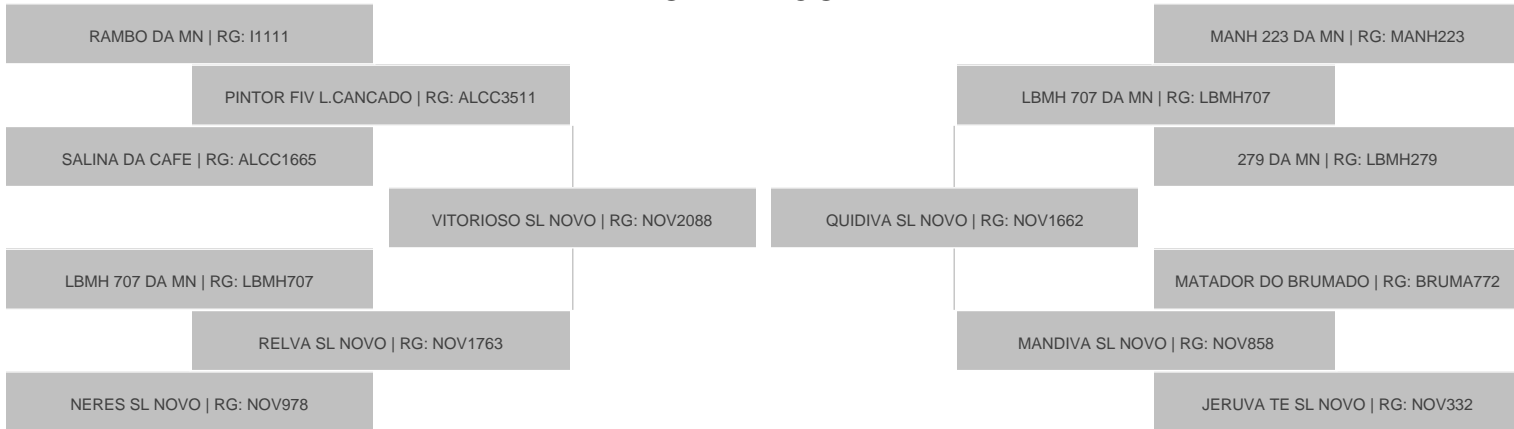 RAMBO DA MN | RG: I1111
MANH 223 DA MN | RG: MANH223
PINTOR FIV L.CANCADO | RG: ALCC3511
LBMH 707 DA MN | RG: LBMH707
SALINA DA CAFE | RG: ALCC1665
279 DA MN | RG: LBMH279
VITORIOSO SL NOVO | RG: NOV2088
QUIDIVA SL NOVO | RG: NOV1662
LBMH 707 DA MN | RG: LBMH707
MATADOR DO BRUMADO | RG: BRUMA772
RELVA SL NOVO | RG: NOV1763
MANDIVA SL NOVO | RG: NOV858
NERES SL NOVO | RG: NOV978
JERUVA TE SL NOVO | RG: NOV332